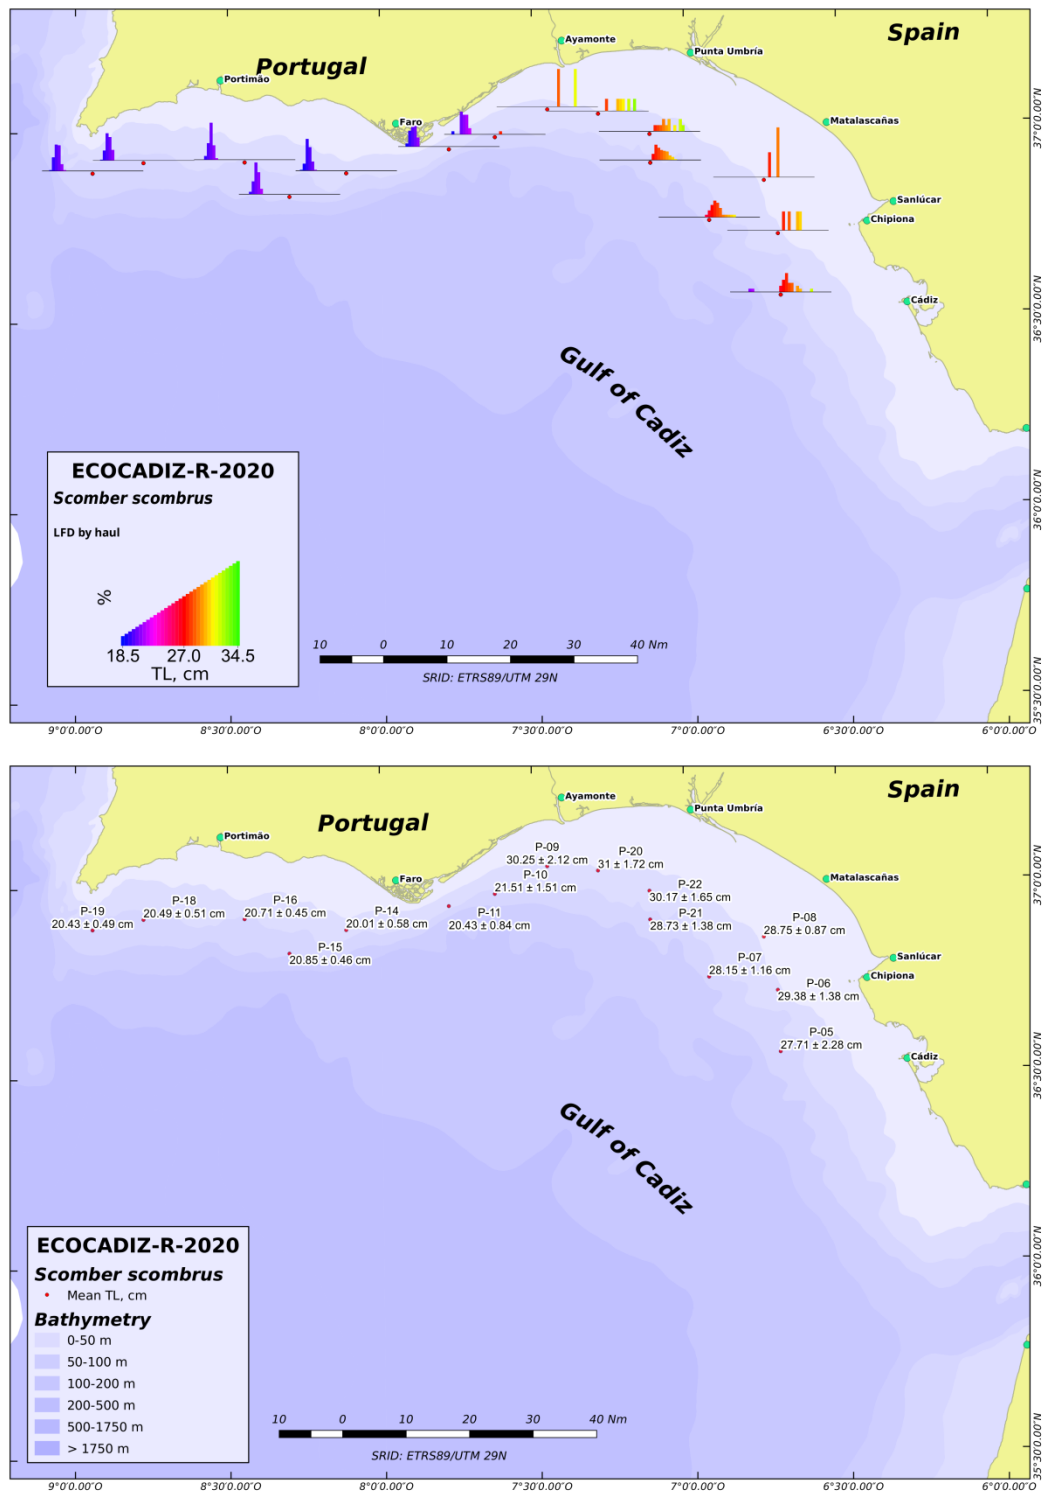 Spain
Ayamonte
Punta Umbría
Portugal
Portimão
Faro
Matalascañas
Sanlúcar
Chipiona
Cádiz
Gulf of Cadiz
37°0'0.00"N
36°30'0.00"N
36°0'0.00"N
35°30'0.00"N
ECOCADIZ-R-2020
Scomber scombrus
LFD by haul
%
18.5 27.0 34.5
TL, cm
10 0 10 20 30 40 Nm
SRID: ETRS89/UTM 29N
9°0'0.00"O 8°30'0.00"O 8°0'0.00"O 7°30'0.00"O 7°0'0.00"O 6°30'0.00"O 6°0'0.00"O
Spain
Ayamonte
Punta Umbría
Portugal
Portimão
Faro
Matalascañas
Sanlúcar
Chipiona
Cádiz
P-09
30.25 ± 2.12 cm
P-20
31 ± 1.72 cm
P-10
21.51 ± 1.51 cm
P-22
30.17 ± 1.65 cm
P-19
20.43 ± 0.49 cm
P-18
20.49 ± 0.51 cm
P-16
20.71 ± 0.45 cm
P-14
20.01 ± 0.58 cm
P-11
20.43 ± 0.84 cm
P-21
28.73 ± 1.38 cm
P-08
28.75 ± 0.87 cm
P-15
20.85 ± 0.46 cm
P-07
28.15 ± 1.16 cm
P-06
29.38 ± 1.38 cm
P-05
27.71 ± 2.28 cm
Gulf of Cadiz
37°0'0.00"N
36°30'0.00"N
36°0'0.00"N
35°30'0.00"N
ECOCADIZ-R-2020
Scomber scombrus
Mean TL, cm
Bathymetry
0-50 m
50-100 m
100-200 m
200-500 m
500-1750 m
> 1750 m
10 0 10 20 30 40 Nm
SRID: ETRS89/UTM 29N
9°0'0.00"O 8°30'0.00"O 8°0'0.00"O 7°30'0.00"O 7°0'0.00"O 6°30'0.00"O 6°0'0.00"O